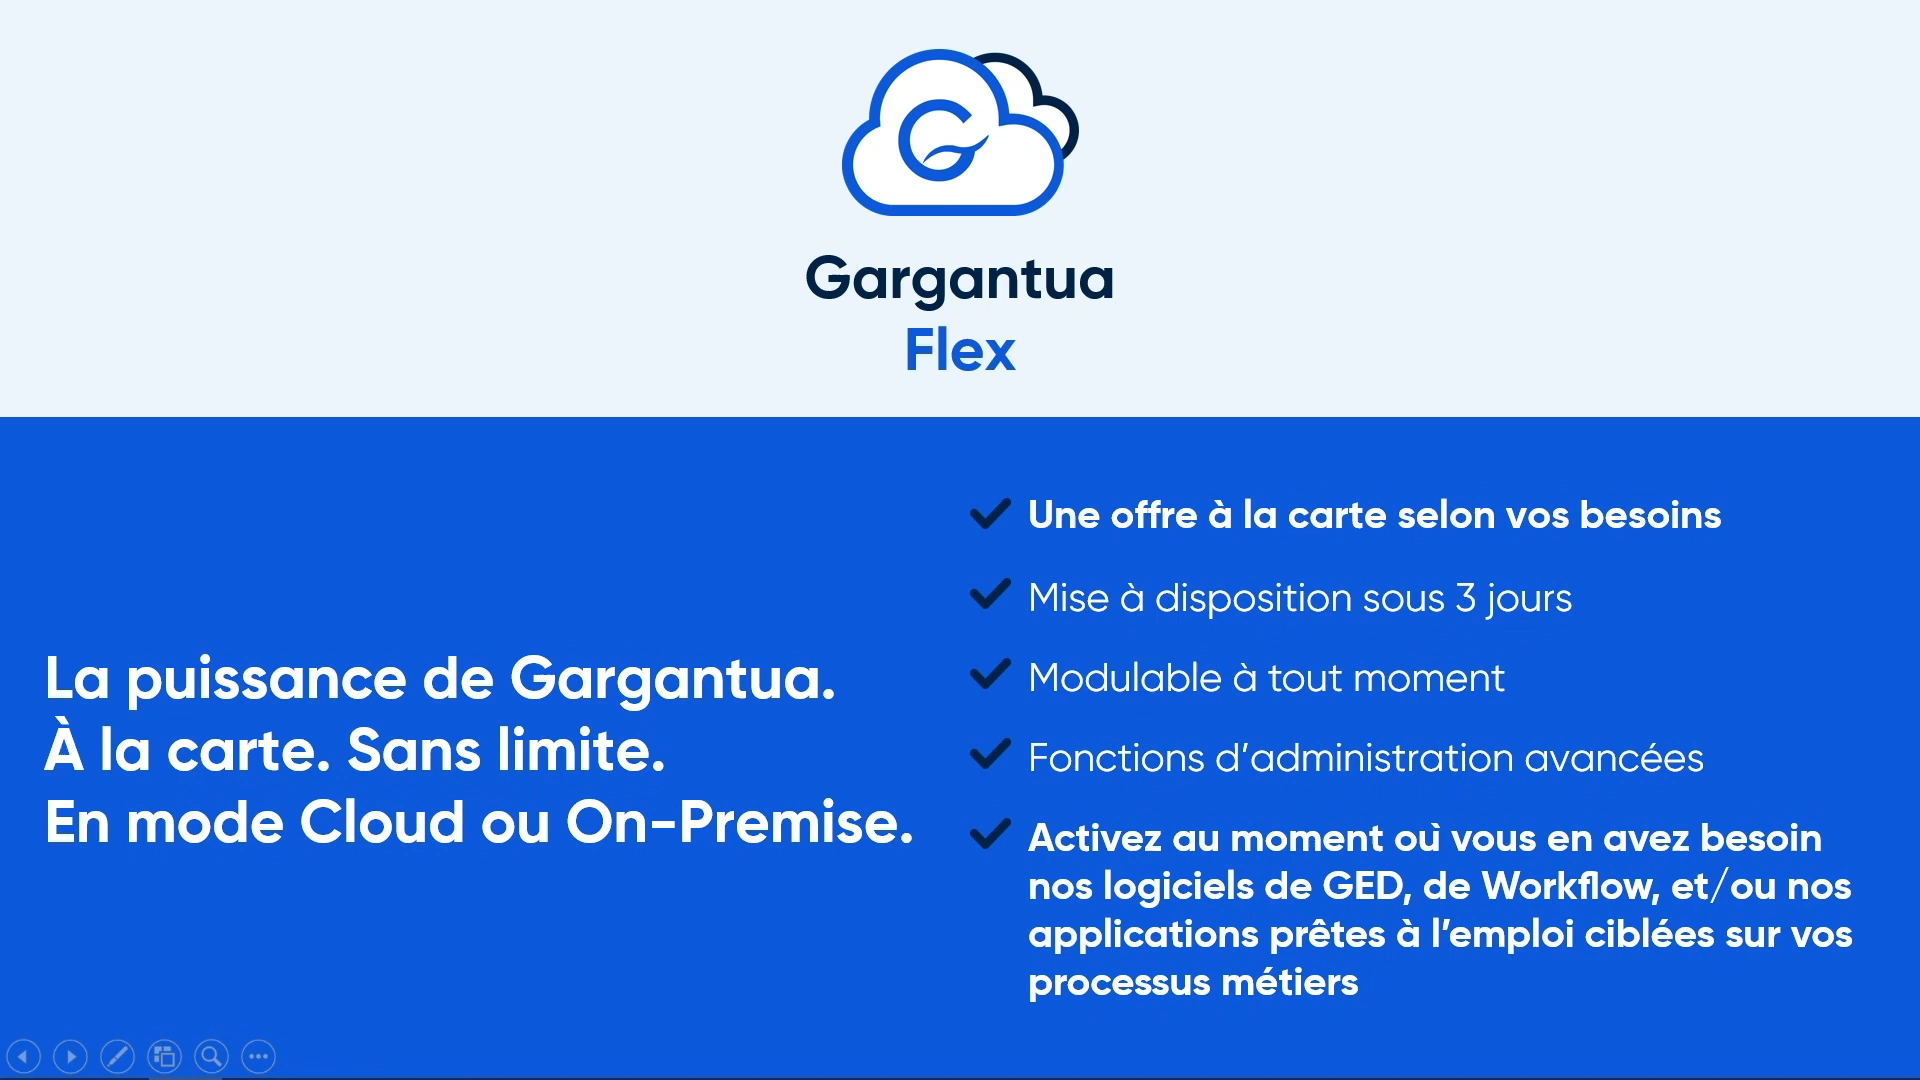 Gargantua
Flex
La puissance de Gargantua.
À la carte. Sans limite.
En mode Cloud ou On-Premise.
Une offre à la carte selon vos besoins
Mise à disposition sous 3 jours
Modulable à tout moment
Fonctions d’administration avancées
Activez au moment où vous en avez besoin
nos logiciels de GED, de Workflow, et/ou nos
applications prêtes à l’emploi ciblées sur vos
processus métiers